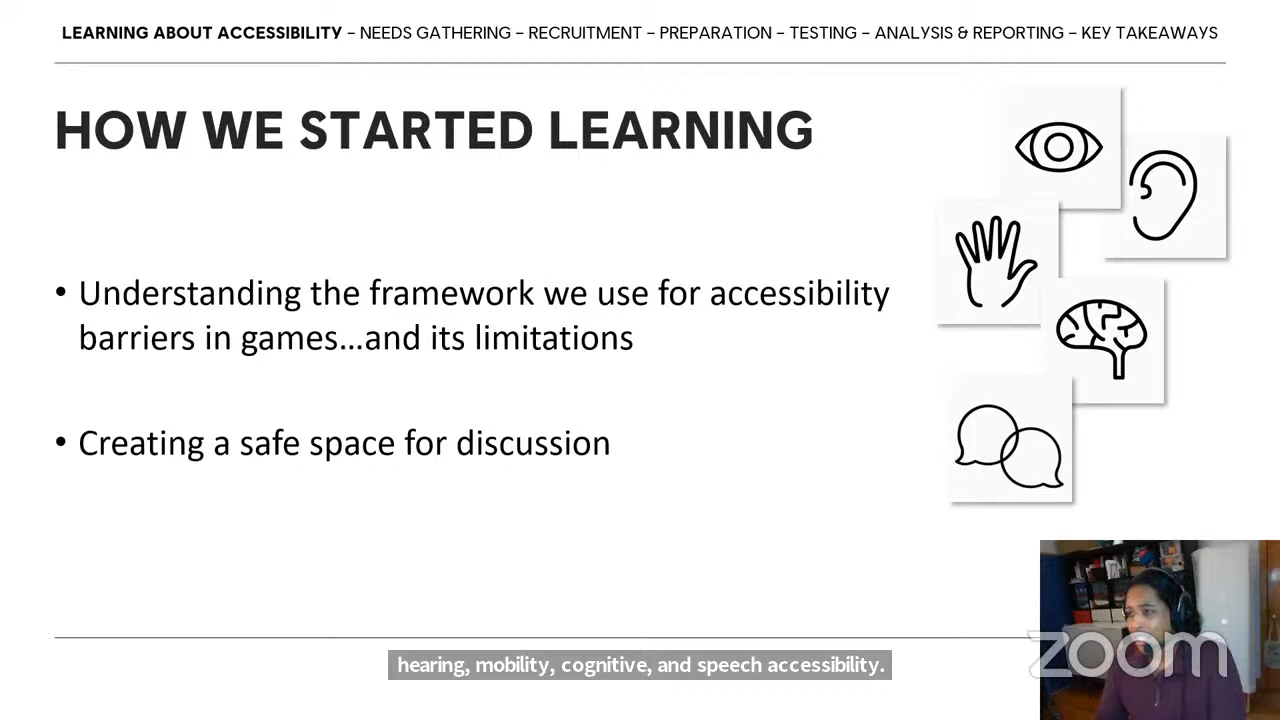 LEARNING ABOUT ACCESSIBILITY – NEEDS GATHERING – RECRUITMENT – PREPARATION – TESTING – ANALYSIS & REPORTING – KEY TAKEAWAYS
HOW WE STARTED LEARNING
• Understanding the framework we use for accessibility
barriers in games...and its limitations
• Creating a safe space for discussion
hearing, mobility, cognitive, and speech accessibility.
zoom